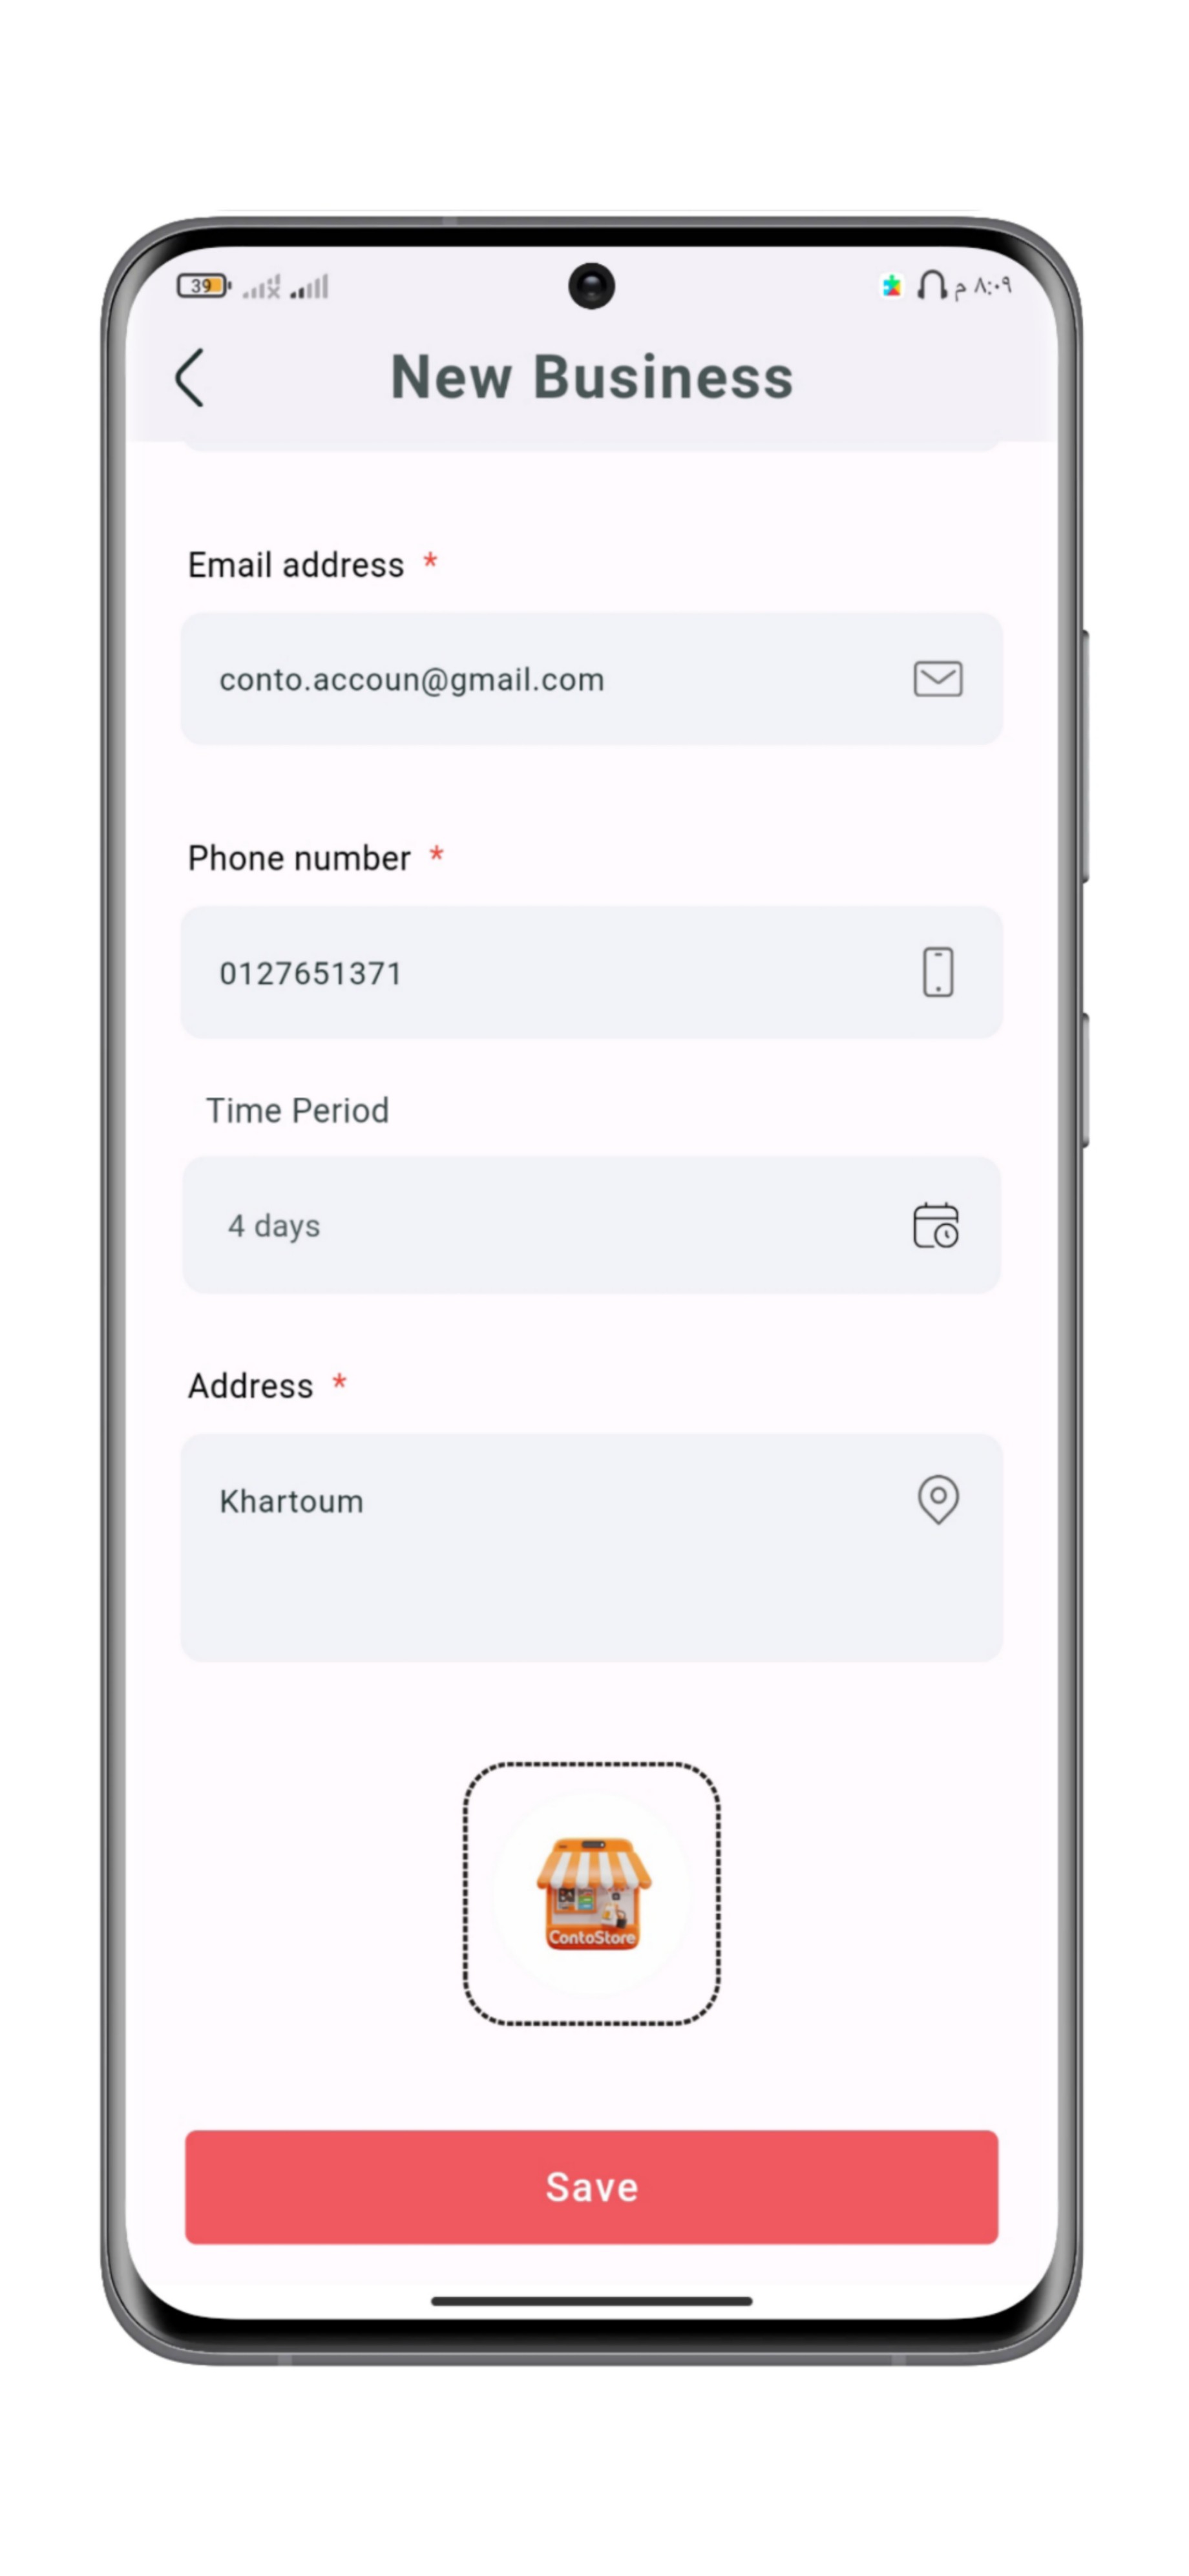 39
م ٨:٠٩
New Business
Email address *
conto.accoun@gmail.com
Phone number *
0127651371
Time Period
4 days
Address *
Khartoum
ContoStore
Save